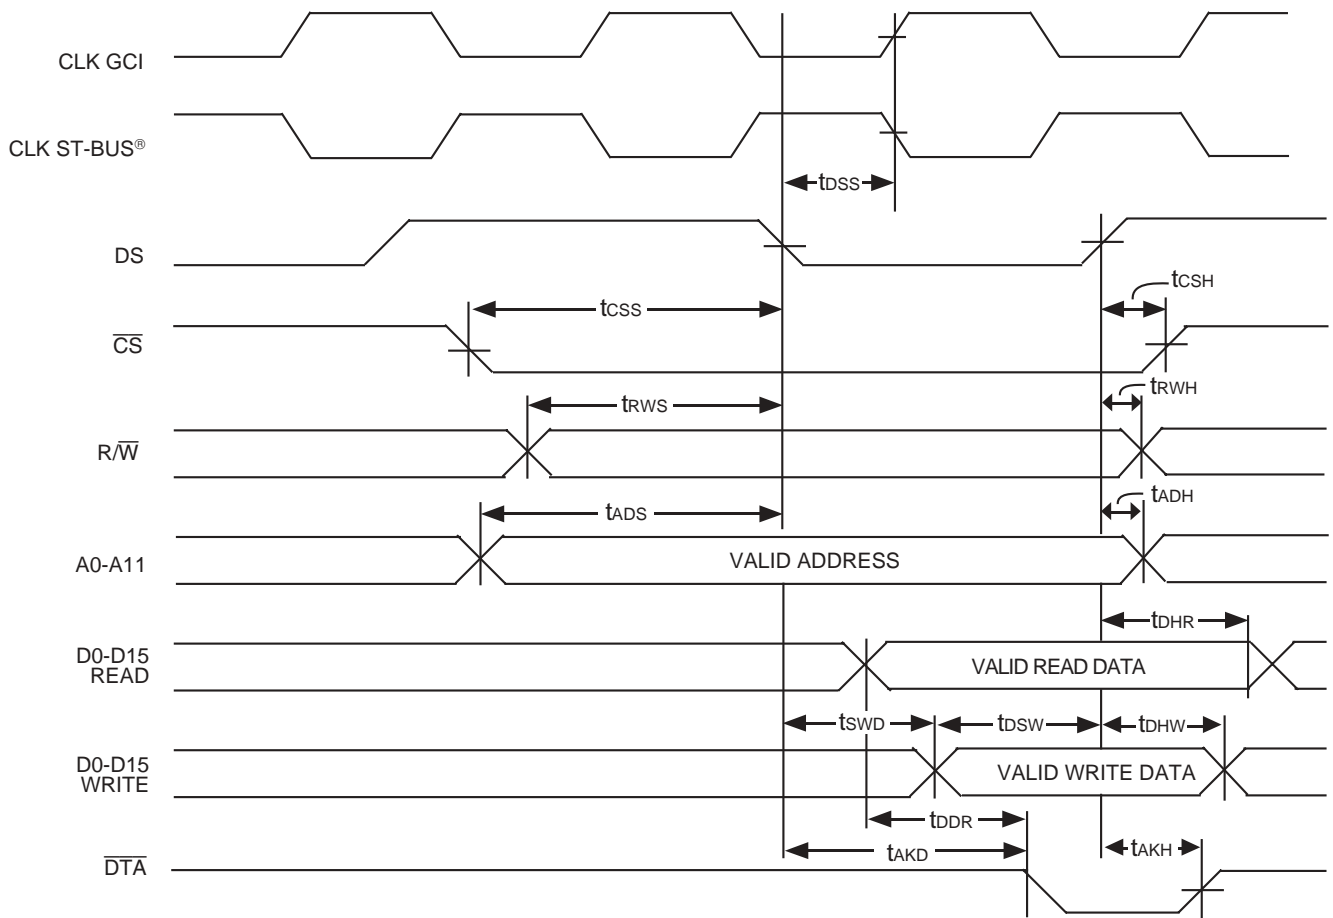 CLK GCI
CLK ST-BUS®
tDSS
DS
tCSH
tCSS
CS
tRWH
tRWS
R/W
tADH
tADS
A0-A11
VALID ADDRESS
tDHR
D0-D15
READ
VALID READ DATA
tSWD
tDSW
tDHW
D0-D15
WRITE
VALID WRITE DATA
tDDR
tAKD
tAKH
DTA